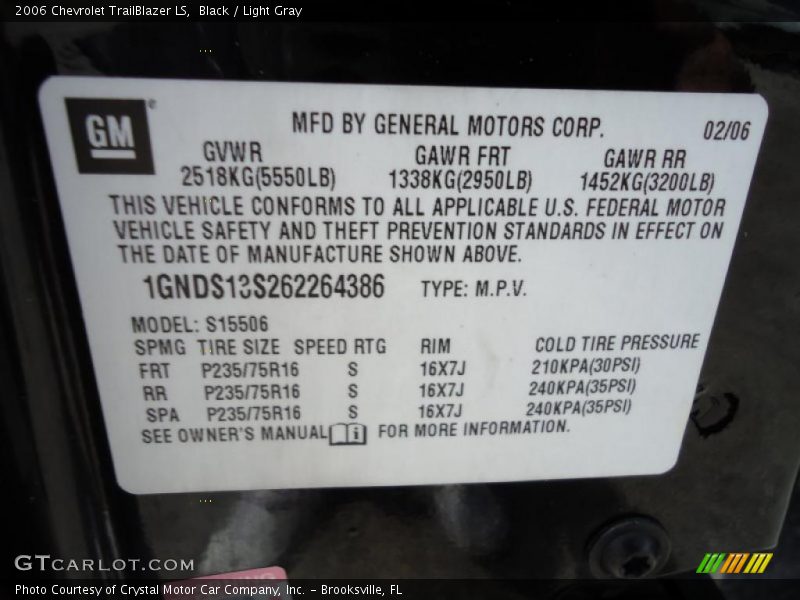 2006 Chevrolet TrailBlazer LS, Black / Light Gray
GM ®
MFD BY GENERAL MOTORS CORP. 02/06
GVWR GAWR FRT GAWR RR
2518KG(5550LB) 1338KG(2950LB) 1452KG(3200LB)
THIS VEHICLE CONFORMS TO ALL APPLICABLE U.S. FEDERAL MOTOR
VEHICLE SAFETY AND THEFT PREVENTION STANDARDS IN EFFECT ON
THE DATE OF MANUFACTURE SHOWN ABOVE.
1GNDS13S262264386 TYPE: M.P.V.
MODEL: S15506
SPMG TIRE SIZE SPEED RTG RIM COLD TIRE PRESSURE
FRT P235/75R16 S 16X7J 210KPA(30PSI)
RR P235/75R16 S 16X7J 240KPA(35PSI)
SPA P235/75R16 S 16X7J 240KPA(35PSI)
SEE OWNER'S MANUAL FOR MORE INFORMATION.
GTcarlot.com
Photo Courtesy of Crystal Motor Car Company, Inc. - Brooksville, FL